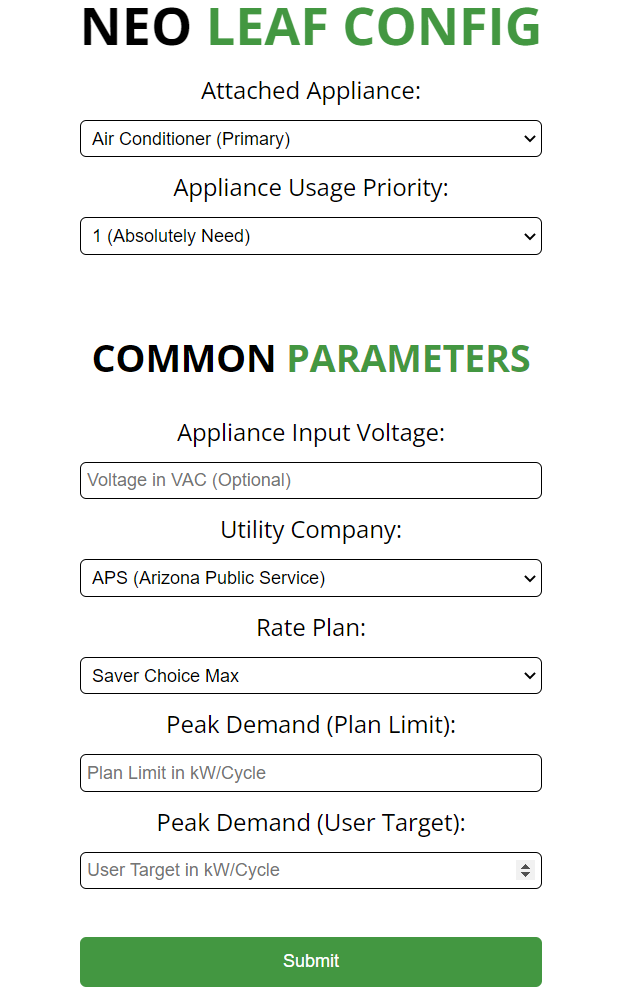 NEO LEAF CONFIG
Attached Appliance:
Air Conditioner (Primary)
Appliance Usage Priority:
1 (Absolutely Need)
COMMON PARAMETERS
Appliance Input Voltage:
Voltage in VAC (Optional)
Utility Company:
APS (Arizona Public Service)
Rate Plan:
Saver Choice Max
Peak Demand (Plan Limit):
Plan Limit in kW/Cycle
Peak Demand (User Target):
User Target in kW/Cycle
Submit